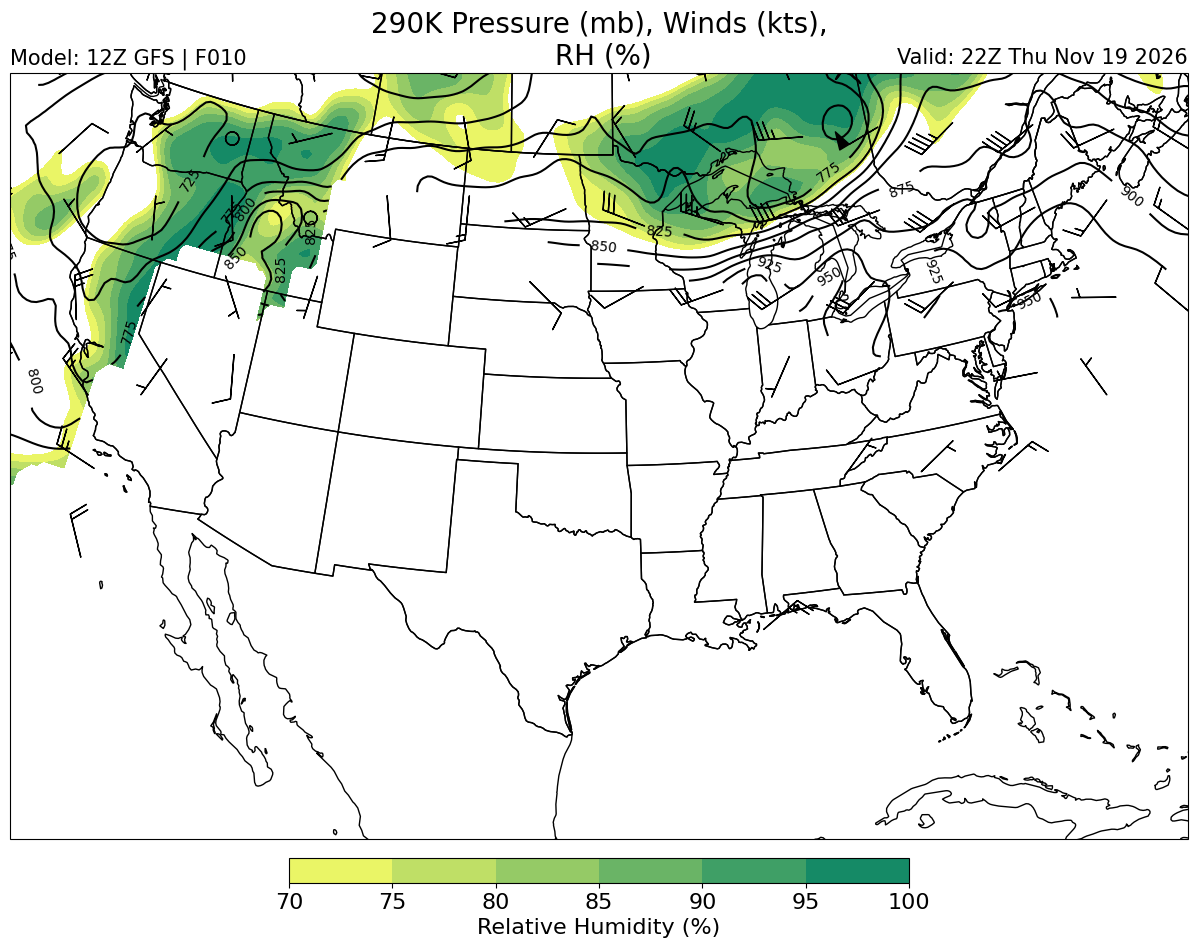 290K Pressure (mb), Winds (kts),
RH (%)
Model: 12Z GFS | F010
Valid: 22Z Thu Nov 19 2026
725
775
800
850
825
825
775
800
775
875
900
825
850
925
950
925
950
70 75 80 85 90 95 100
Relative Humidity (%)